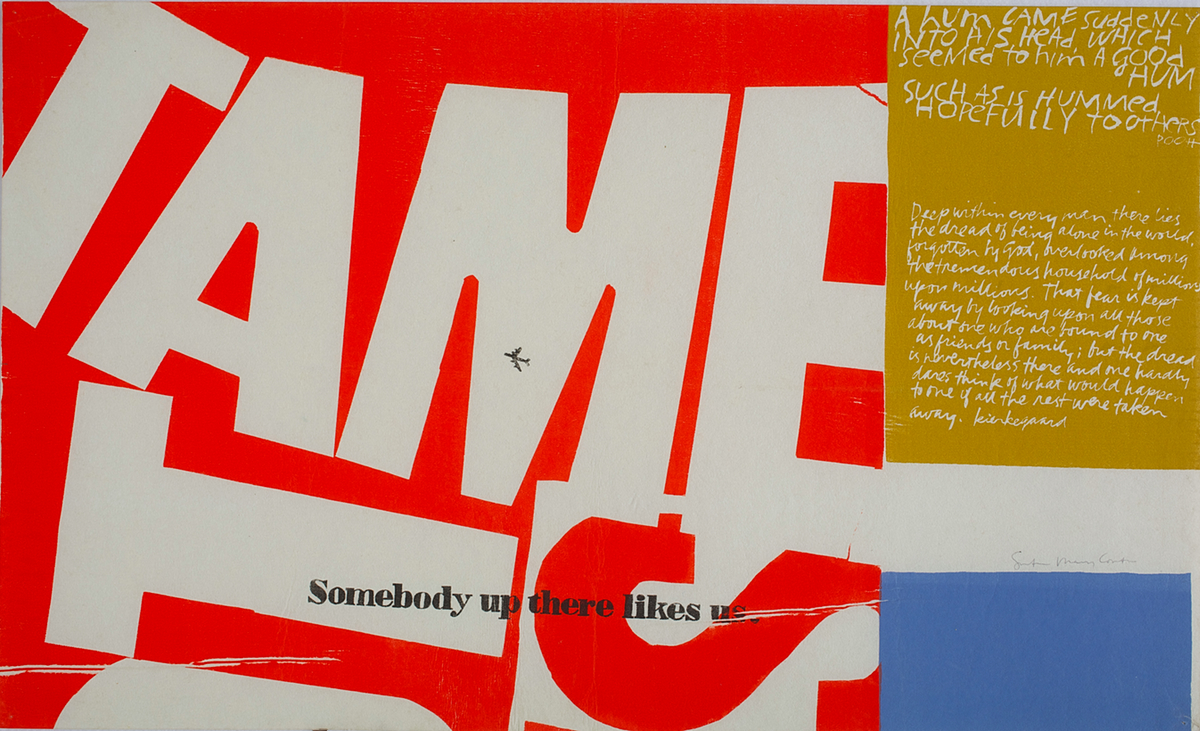 TAME
T S
Somebody up there likes us.
A hum CAME SuddeNLY
INTO HIS HEAd, WHICH
SeeMed to him A gOOd
HUM
SUCH AS IS HUMMed
HOPEFULLY To OtHERS
POOH
Deep within every man there lies
the dread of being alone in the world,
forgotten by God, overlooked among
the tremendous household of millions
upon millions. That fear is kept
away by looking upon all those
about one who are bound to one
as friends or family; but the dread
is nevertheless there and one hardly
dares think of what would happen
to one if all the rest were taken
away. kierkegaard